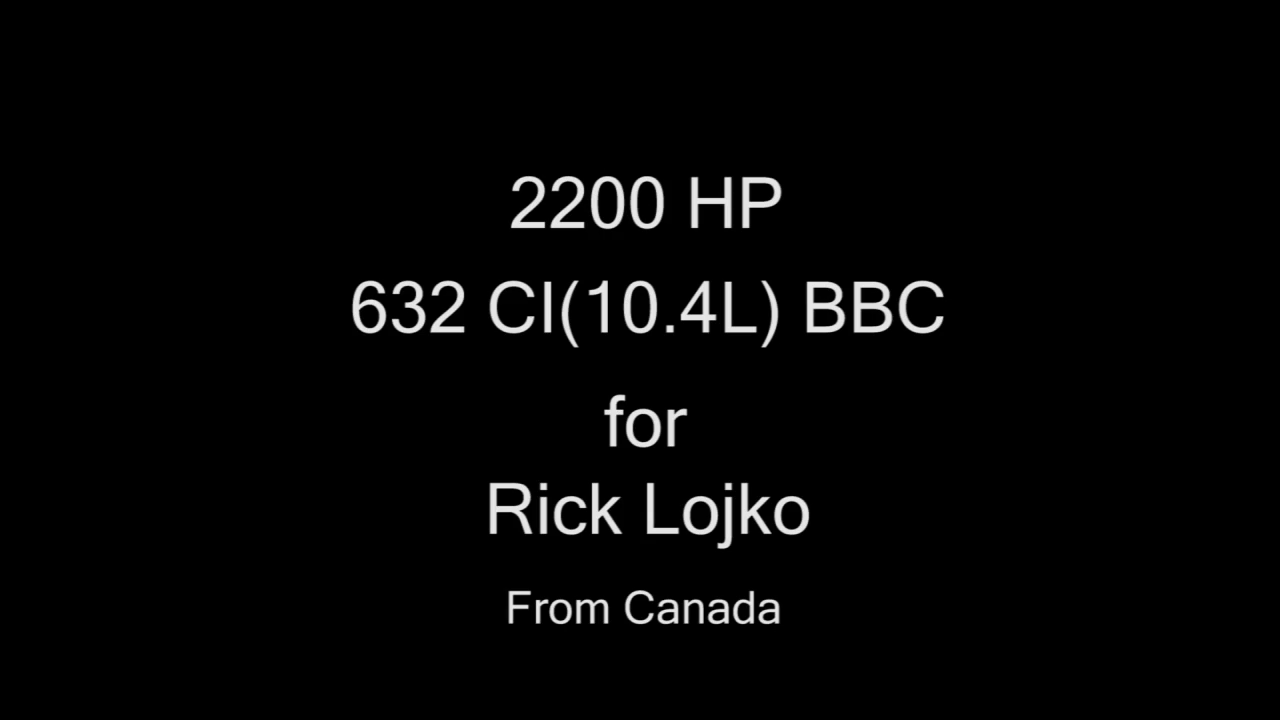 2200 HP
632 CI(10.4L) BBC
for
Rick Lojko
From Canada